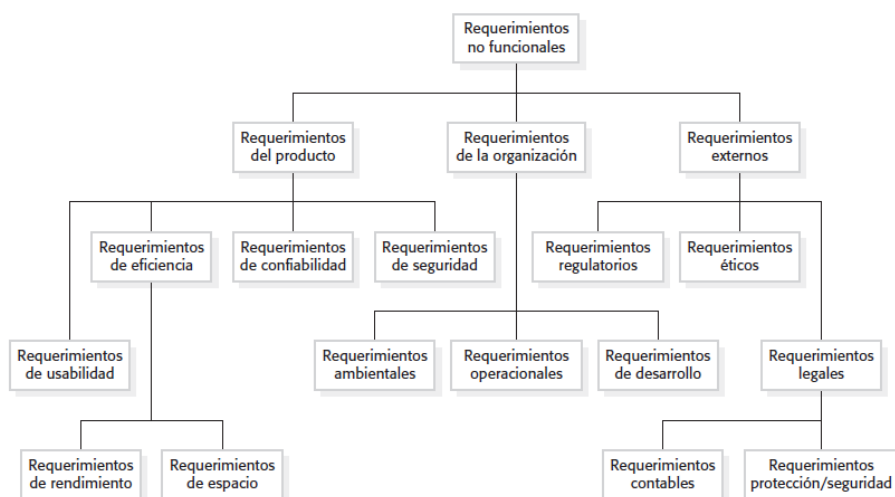 Requerimientos
no funcionales
Requerimientos
del producto
Requerimientos
de la organización
Requerimientos
externos
Requerimientos
de eficiencia
Requerimientos
de confiabilidad
Requerimientos
de seguridad
Requerimientos
regulatorios
Requerimientos
éticos
Requerimientos
de usabilidad
Requerimientos
ambientales
Requerimientos
operacionales
Requerimientos
de desarrollo
Requerimientos
legales
Requerimientos
de rendimiento
Requerimientos
de espacio
Requerimientos
contables
Requerimientos
protección/seguridad